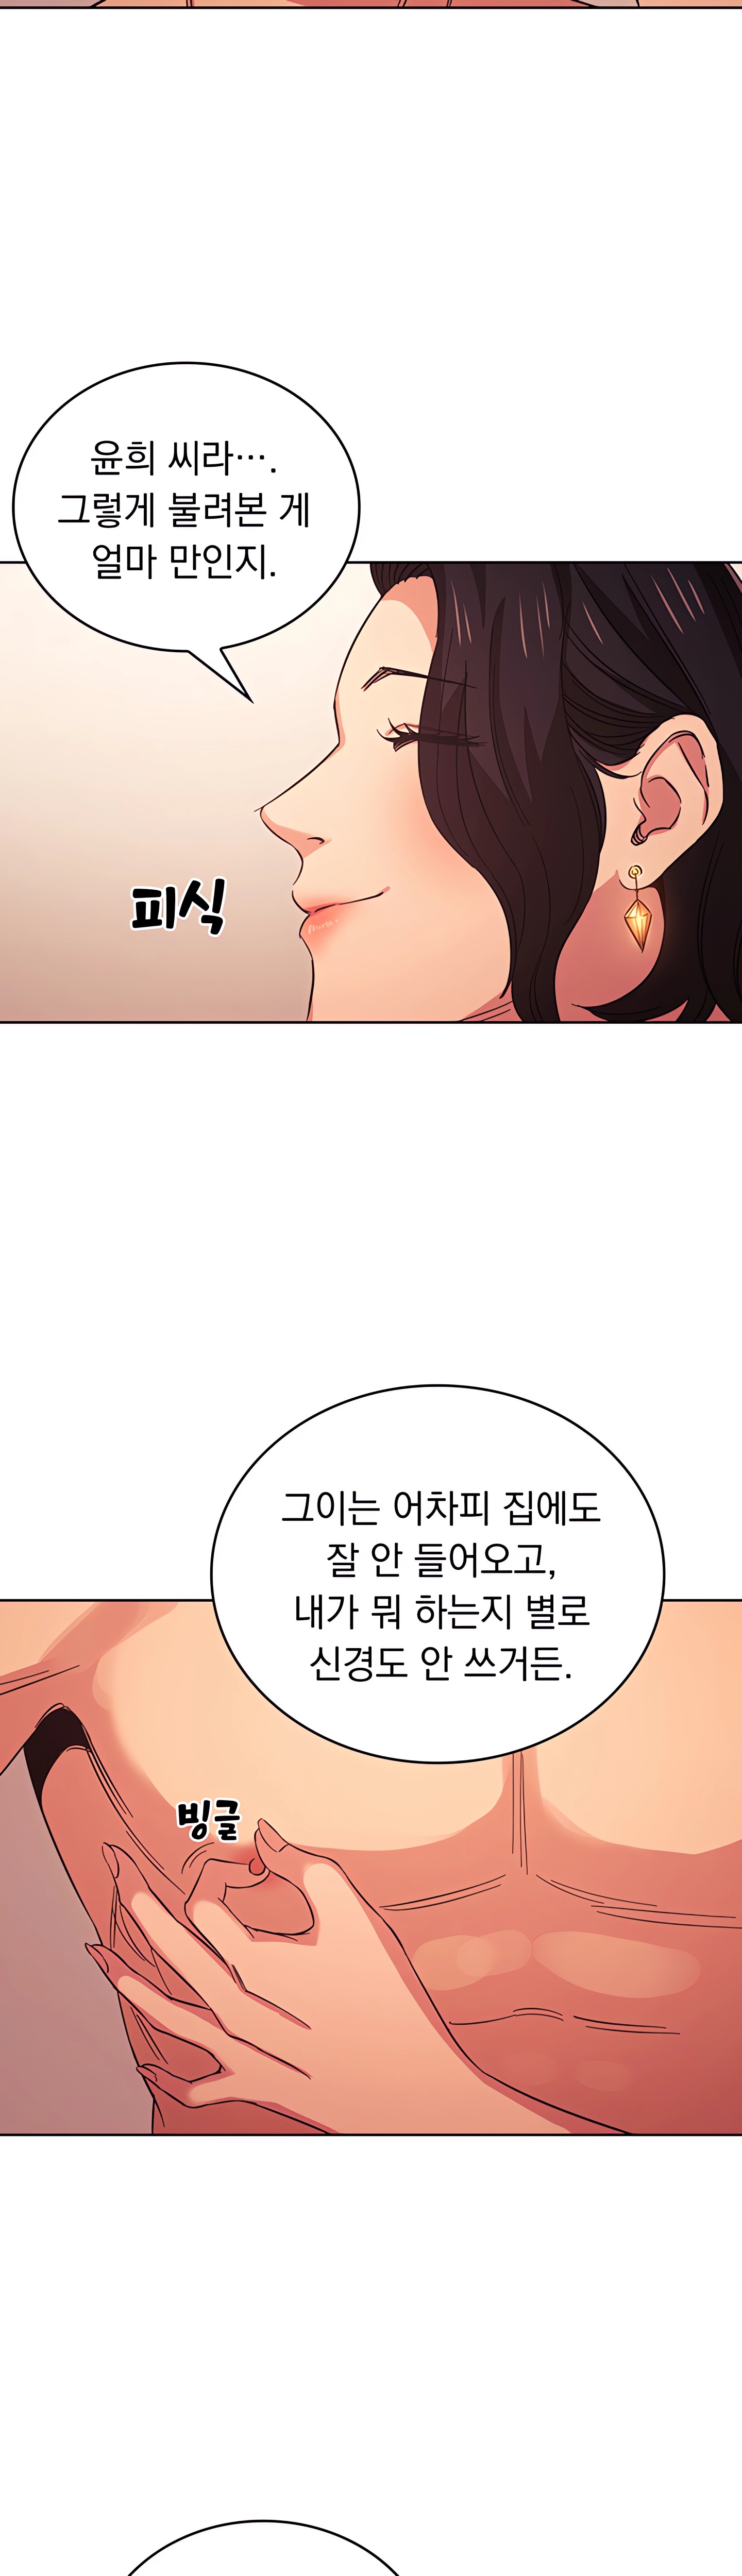 윤희 씨라….
그렇게 불려본 게
얼마 만인지.
피식
그이는 어차피 집에도
잘 안 들어오고,
내가 뭐 하는지 별로
신경도 안 쓰거든.
빙글